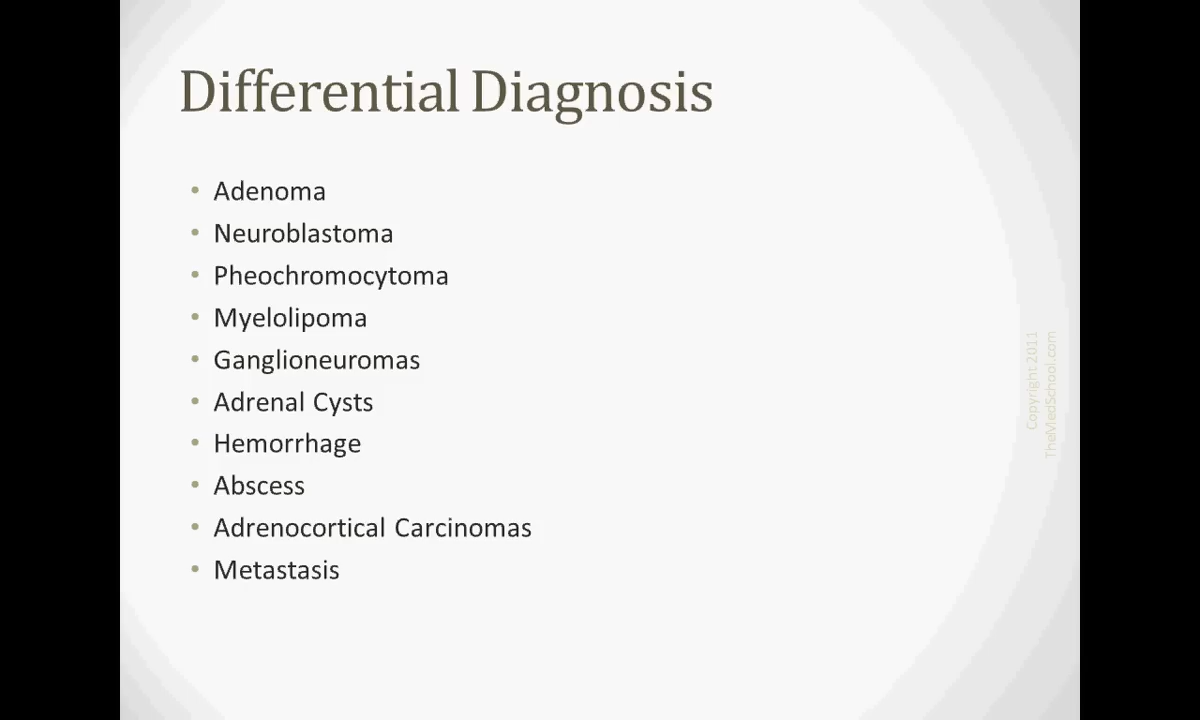 Differential Diagnosis
• Adenoma
• Neuroblastoma
• Pheochromocytoma
• Myelolipoma
• Ganglioneuromas
• Adrenal Cysts
• Hemorrhage
• Abscess
• Adrenocortical Carcinomas
• Metastasis
Copyright 2011
TheMedSchool.com